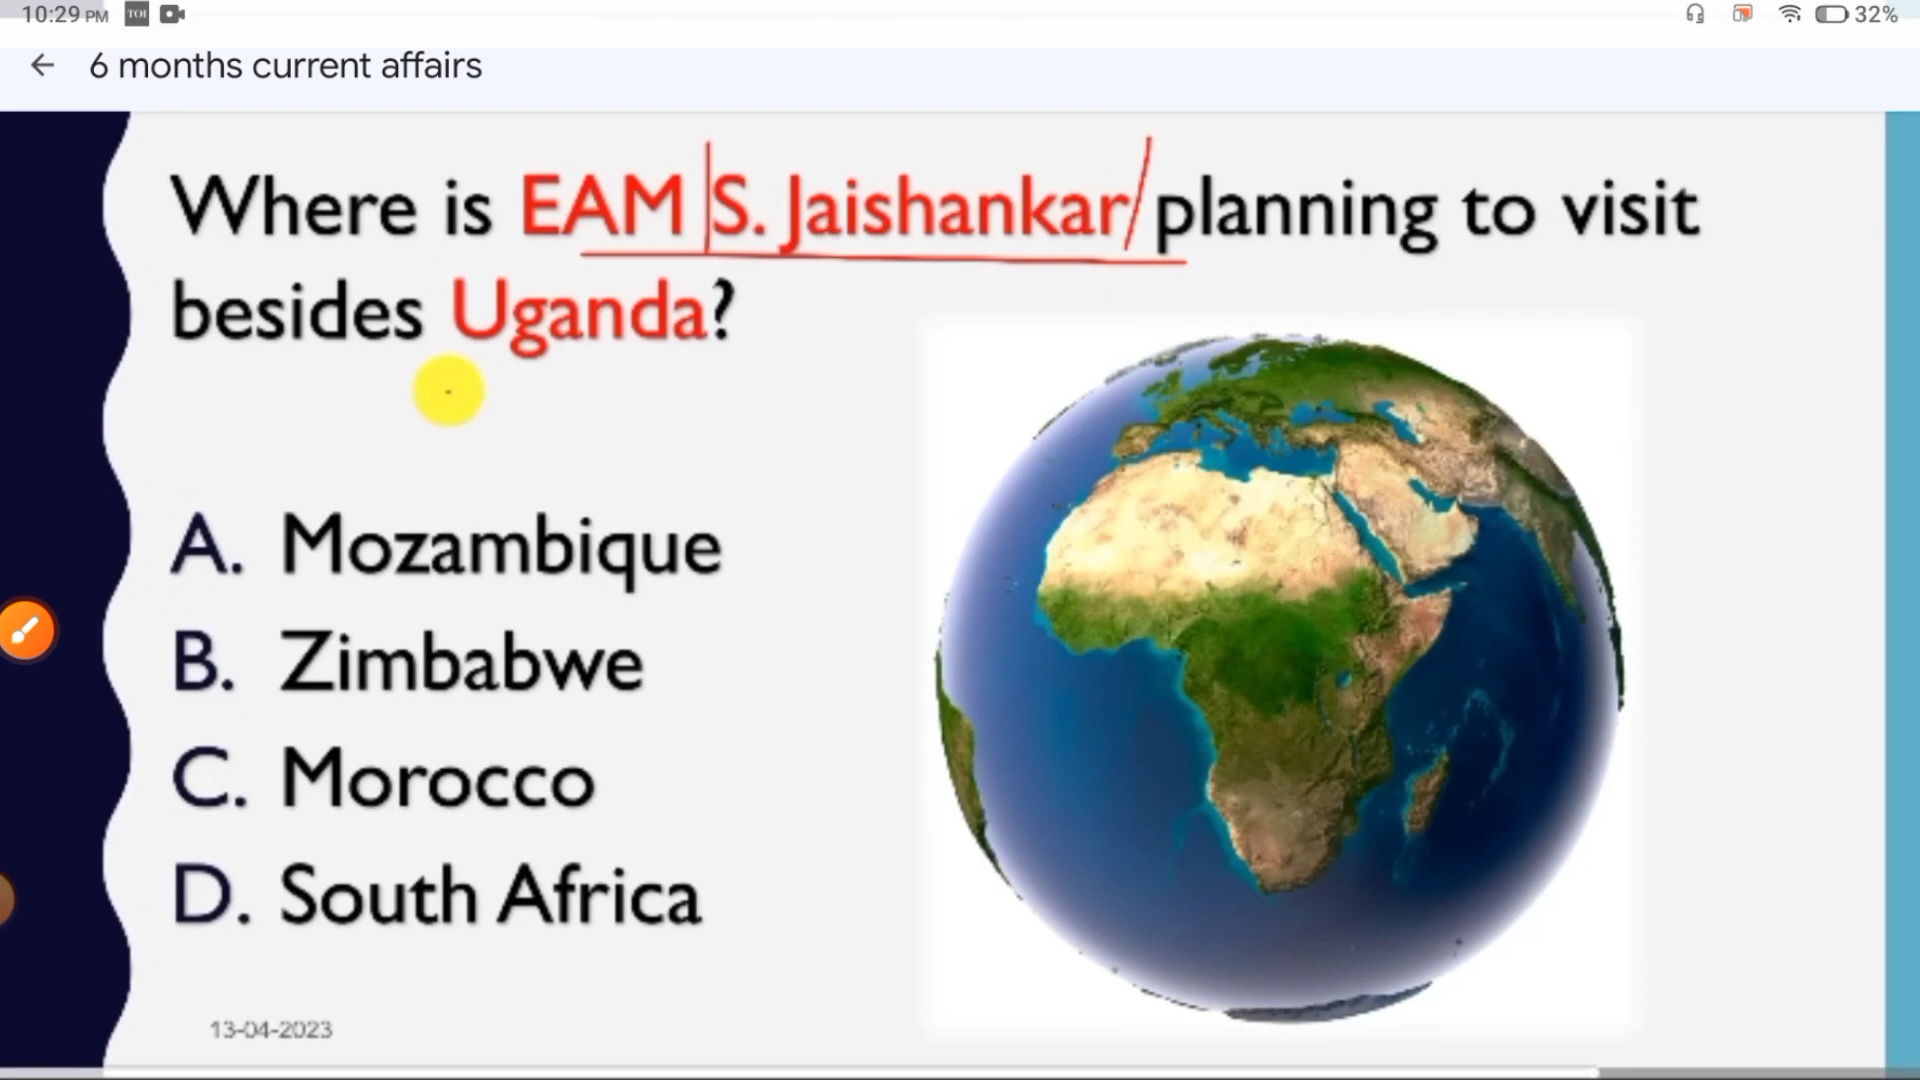 10:29 PM TOI 32%
6 months current affairs
Where is EAM S. Jaishankar planning to visit
besides Uganda?
A. Mozambique
B. Zimbabwe
C. Morocco
D. South Africa
13-04-2023